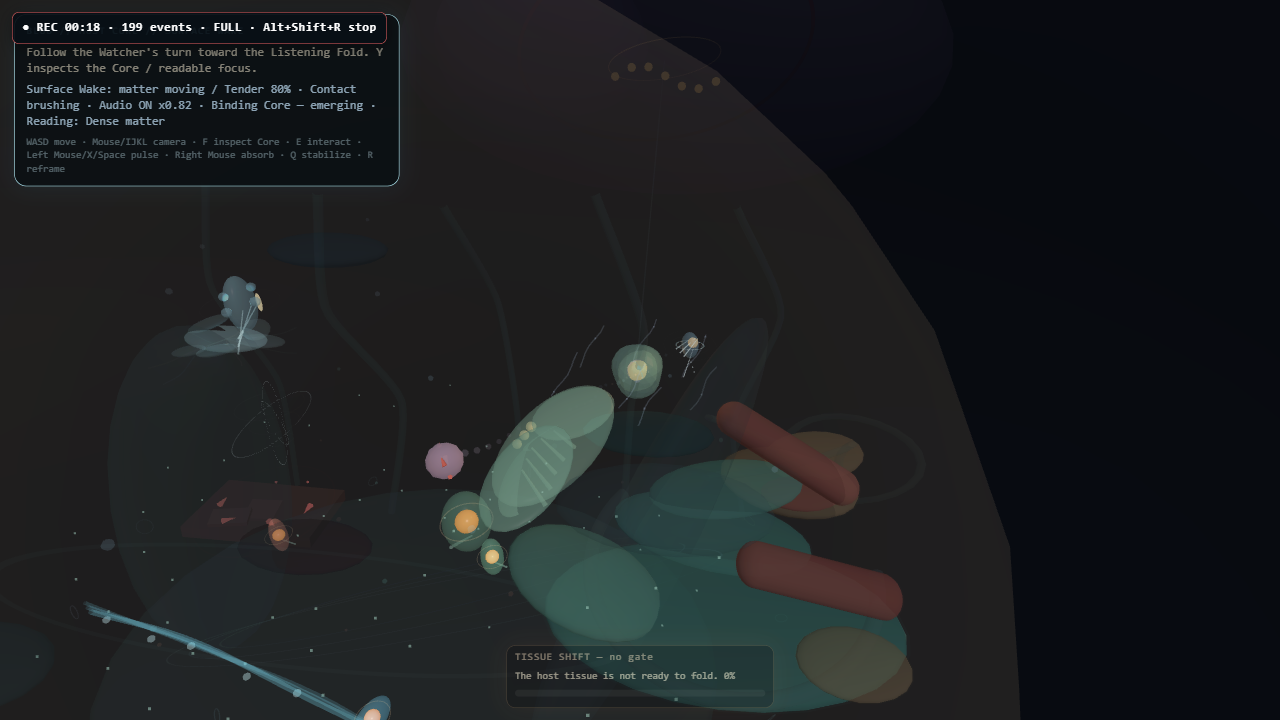 ● REC 00:18 · 199 events · FULL · Alt+Shift+R stop
Follow the Watcher's turn toward the Listening Fold. Y
inspects the Core / readable focus.
Surface Wake: matter moving / Tender 80% · Contact
brushing · Audio ON x0.82 · Binding Core — emerging ·
Reading: Dense matter
WASD move · Mouse/IJKL camera · F inspect Core · E interact ·
Left Mouse/X/Space pulse · Right Mouse absorb · Q stabilize · R
reframe
TISSUE SHIFT — no gate
The host tissue is not ready to fold. 0%